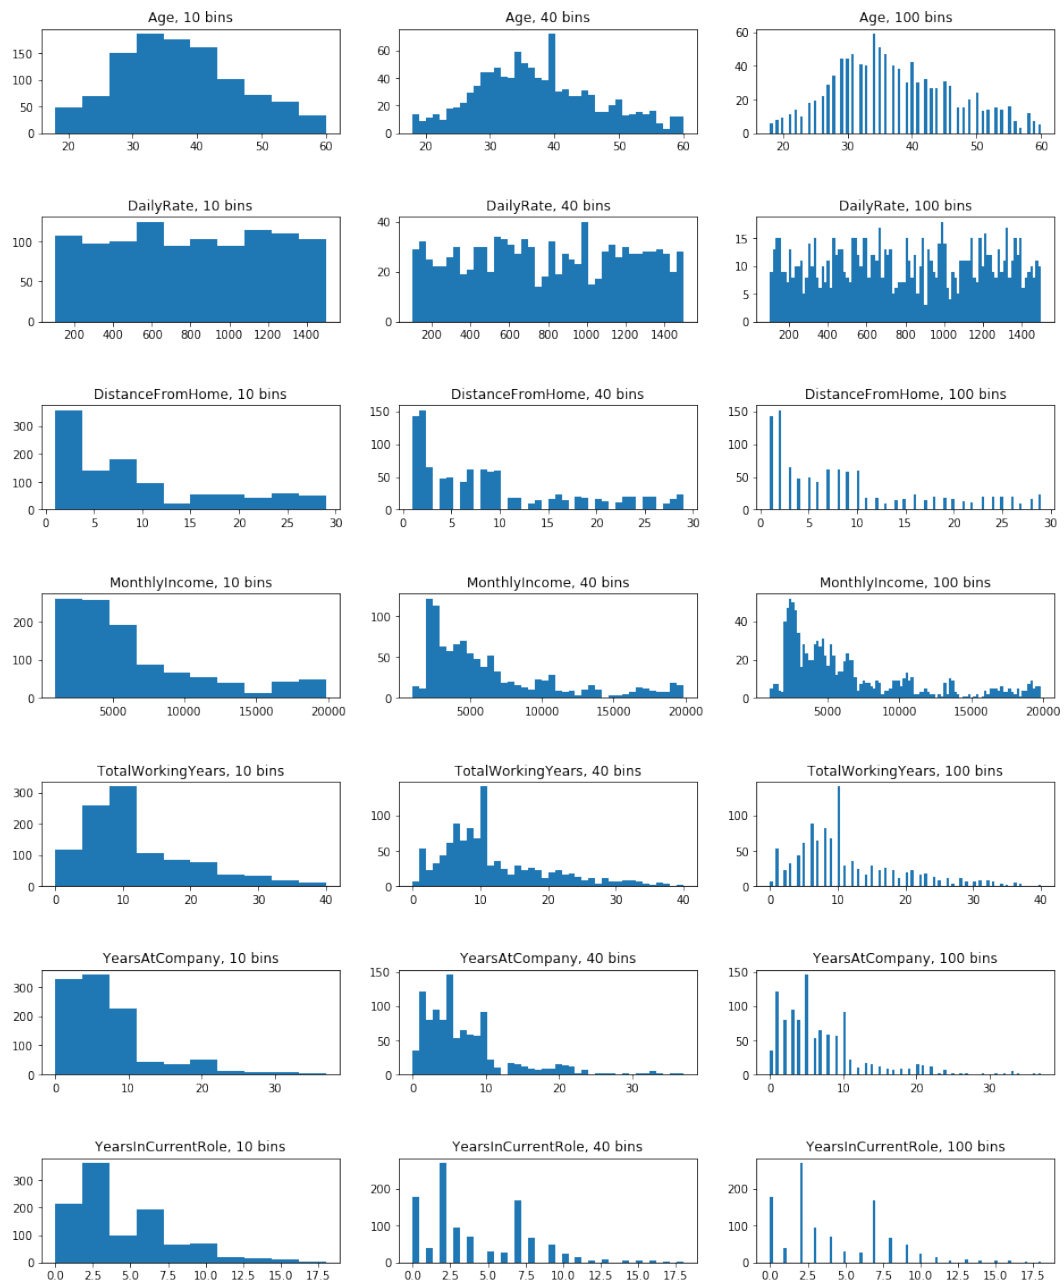 Age, 10 bins
Age, 40 bins
Age, 100 bins
150
100
50
0
20 30 40 50 60
60
40
20
0
20 30 40 50 60
60
40
20
0
20 30 40 50 60
DailyRate, 10 bins
DailyRate, 40 bins
DailyRate, 100 bins
100
50
0
200 400 600 800 1000 1200 1400
40
20
0
200 400 600 800 1000 1200 1400
15
10
5
0
200 400 600 800 1000 1200 1400
DistanceFromHome, 10 bins
DistanceFromHome, 40 bins
DistanceFromHome, 100 bins
300
200
100
0
0 5 10 15 20 25 30
150
100
50
0
0 5 10 15 20 25 30
150
100
50
0
0 5 10 15 20 25 30
MonthlyIncome, 10 bins
MonthlyIncome, 40 bins
MonthlyIncome, 100 bins
200
100
0
5000 10000 15000 20000
100
50
0
5000 10000 15000 20000
40
20
0
5000 10000 15000 20000
TotalWorkingYears, 10 bins
TotalWorkingYears, 40 bins
TotalWorkingYears, 100 bins
300
200
100
0
0 10 20 30 40
100
50
0
0 10 20 30 40
100
50
0
0 10 20 30 40
YearsAtCompany, 10 bins
YearsAtCompany, 40 bins
YearsAtCompany, 100 bins
300
200
100
0
0 10 20 30
150
100
50
0
0 10 20 30
150
100
50
0
0 10 20 30
YearsInCurrentRole, 10 bins
YearsInCurrentRole, 40 bins
YearsInCurrentRole, 100 bins
300
200
100
0
0.0 2.5 5.0 7.5 10.0 12.5 15.0 17.5
200
100
0
0.0 2.5 5.0 7.5 10.0 12.5 15.0 17.5
200
100
0
0.0 2.5 5.0 7.5 10.0 12.5 15.0 17.5